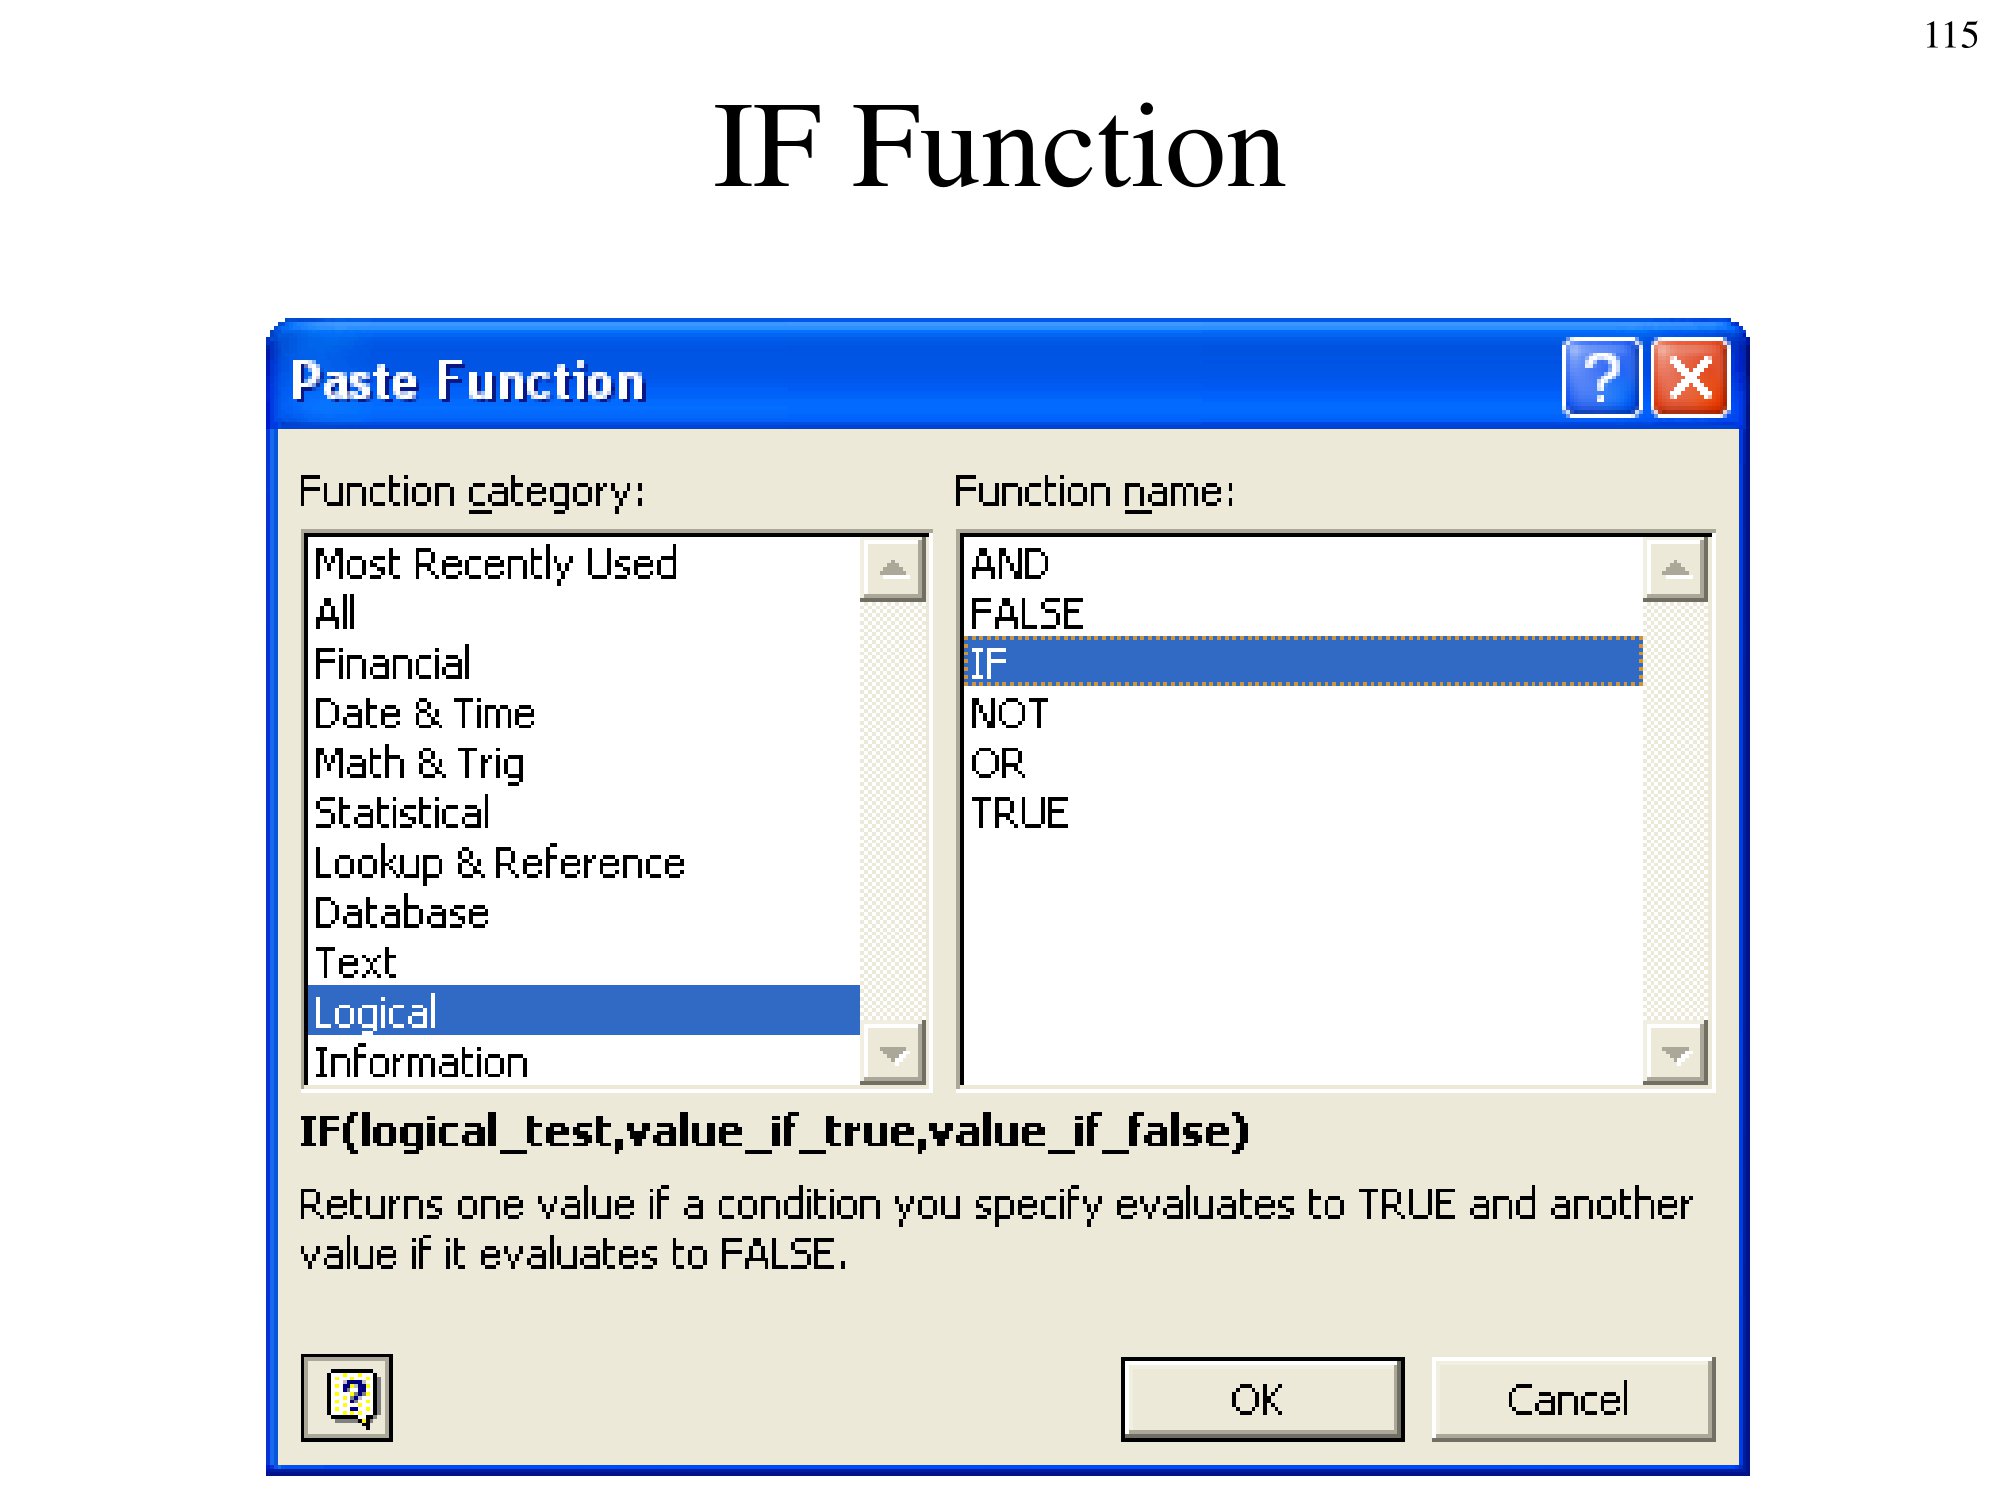 115
IF Function
Paste Function
Function category:
Most Recently Used
All
Financial
Date & Time
Math & Trig
Statistical
Lookup & Reference
Database
Text
Logical
Information
Function name:
AND
FALSE
IF
NOT
OR
TRUE
IF(logical_test,value_if_true,value_if_false)
Returns one value if a condition you specify evaluates to TRUE and another
value if it evaluates to FALSE.
OK
Cancel